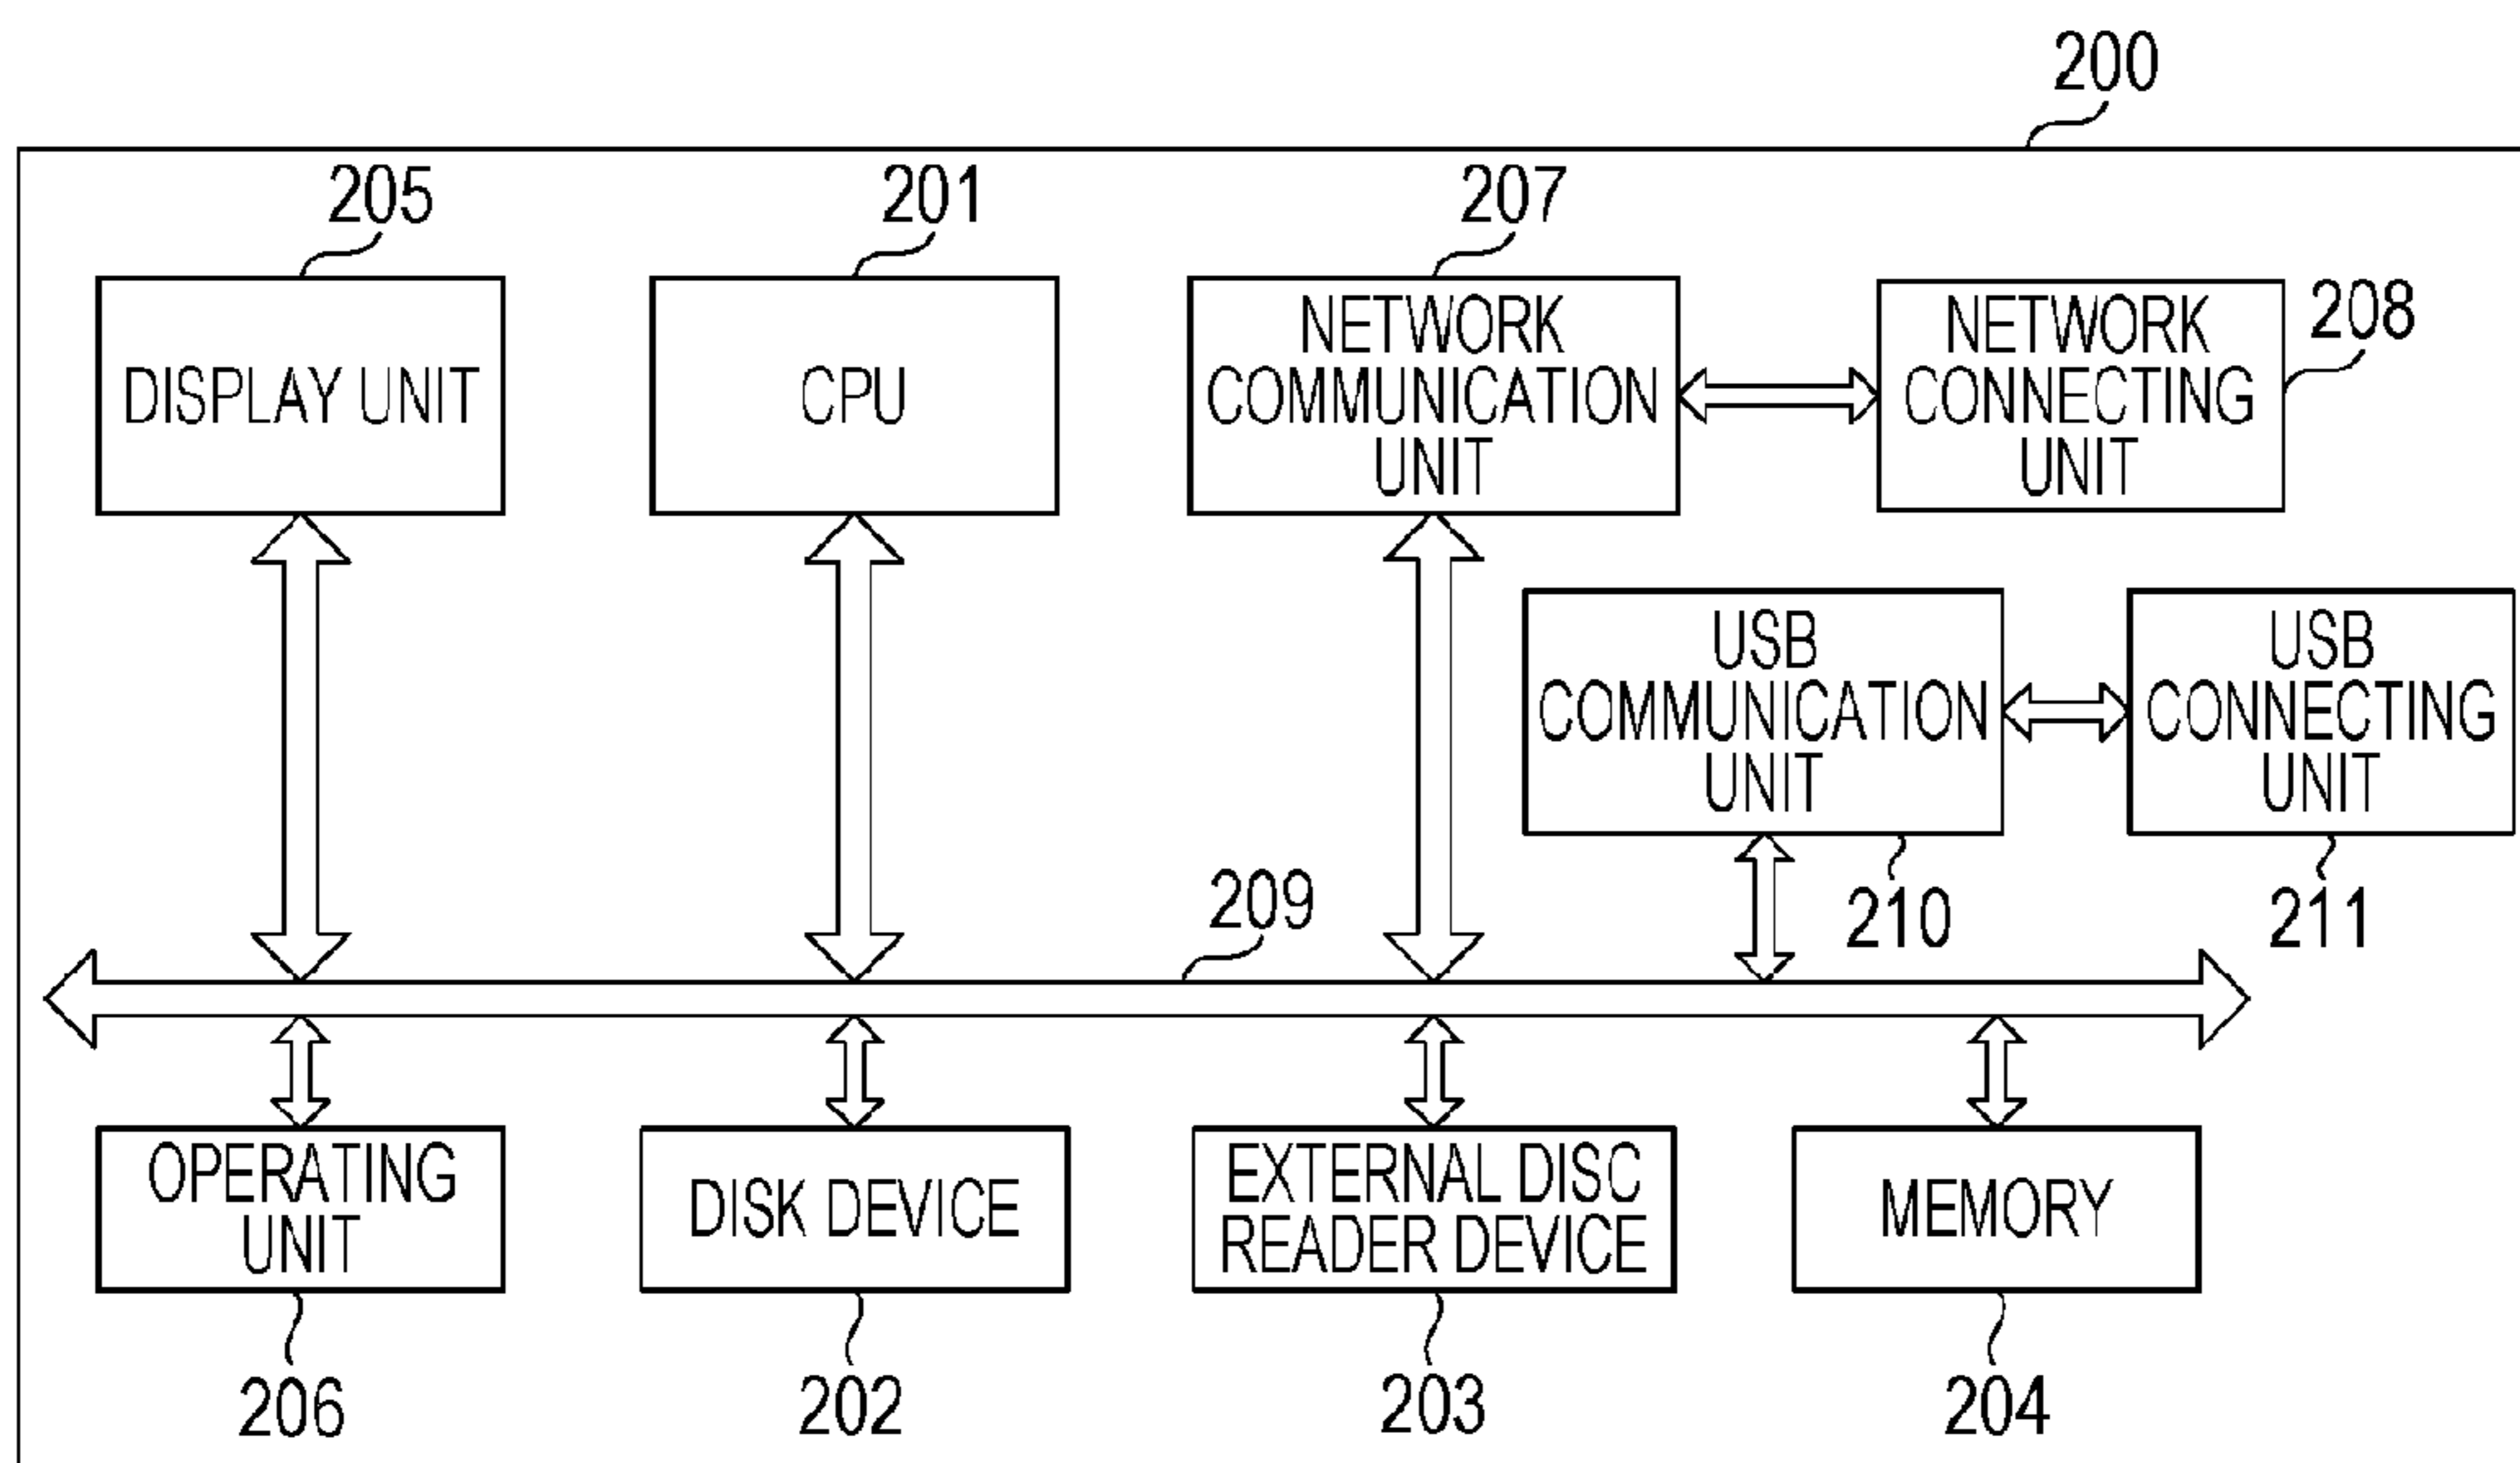 200
205
201
207
208
DISPLAY UNIT
CPU
NETWORK
COMMUNICATION
UNIT
NETWORK
CONNECTING
UNIT
USB
COMMUNICATION
UNIT
USB
CONNECTING
UNIT
209
210
211
OPERATING
UNIT
DISK DEVICE
EXTERNAL DISC
READER DEVICE
MEMORY
206
202
203
204